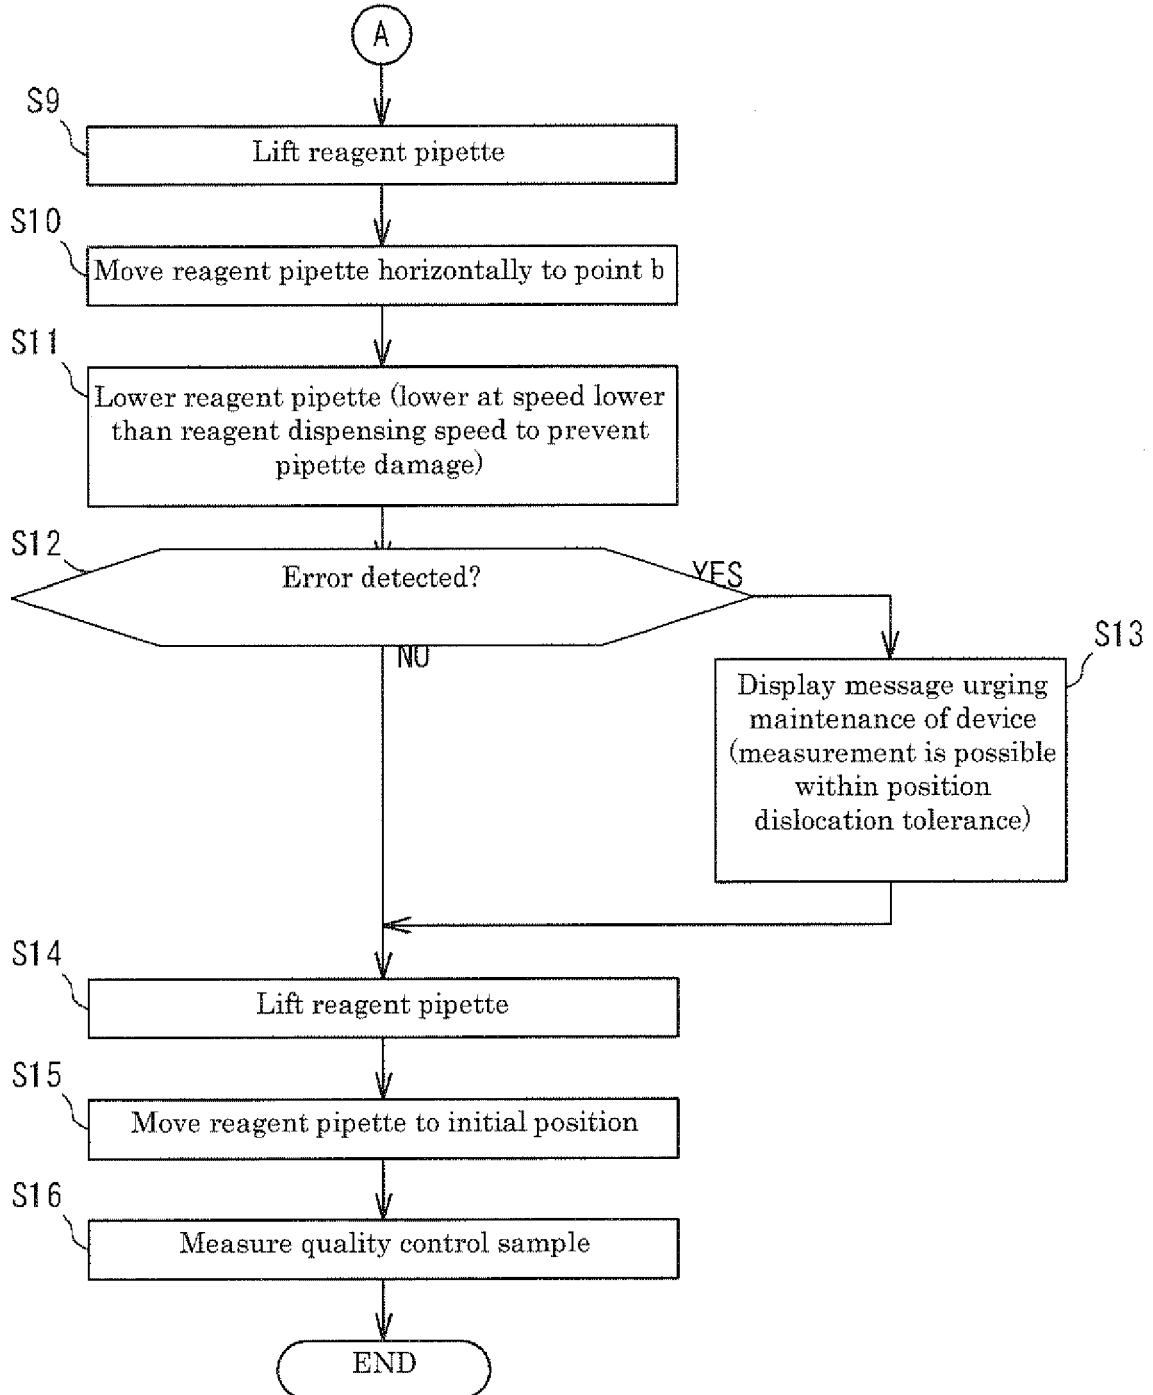 A
S9
Lift reagent pipette
S10
Move reagent pipette horizontally to point b
S11
Lower reagent pipette (lower at speed lower
than reagent dispensing speed to prevent
pipette damage)
S12
Error detected?
YES
NO
S13
Display message urging
maintenance of device
(measurement is possible
within position
dislocation tolerance)
S14
Lift reagent pipette
S15
Move reagent pipette to initial position
S16
Measure quality control sample
END